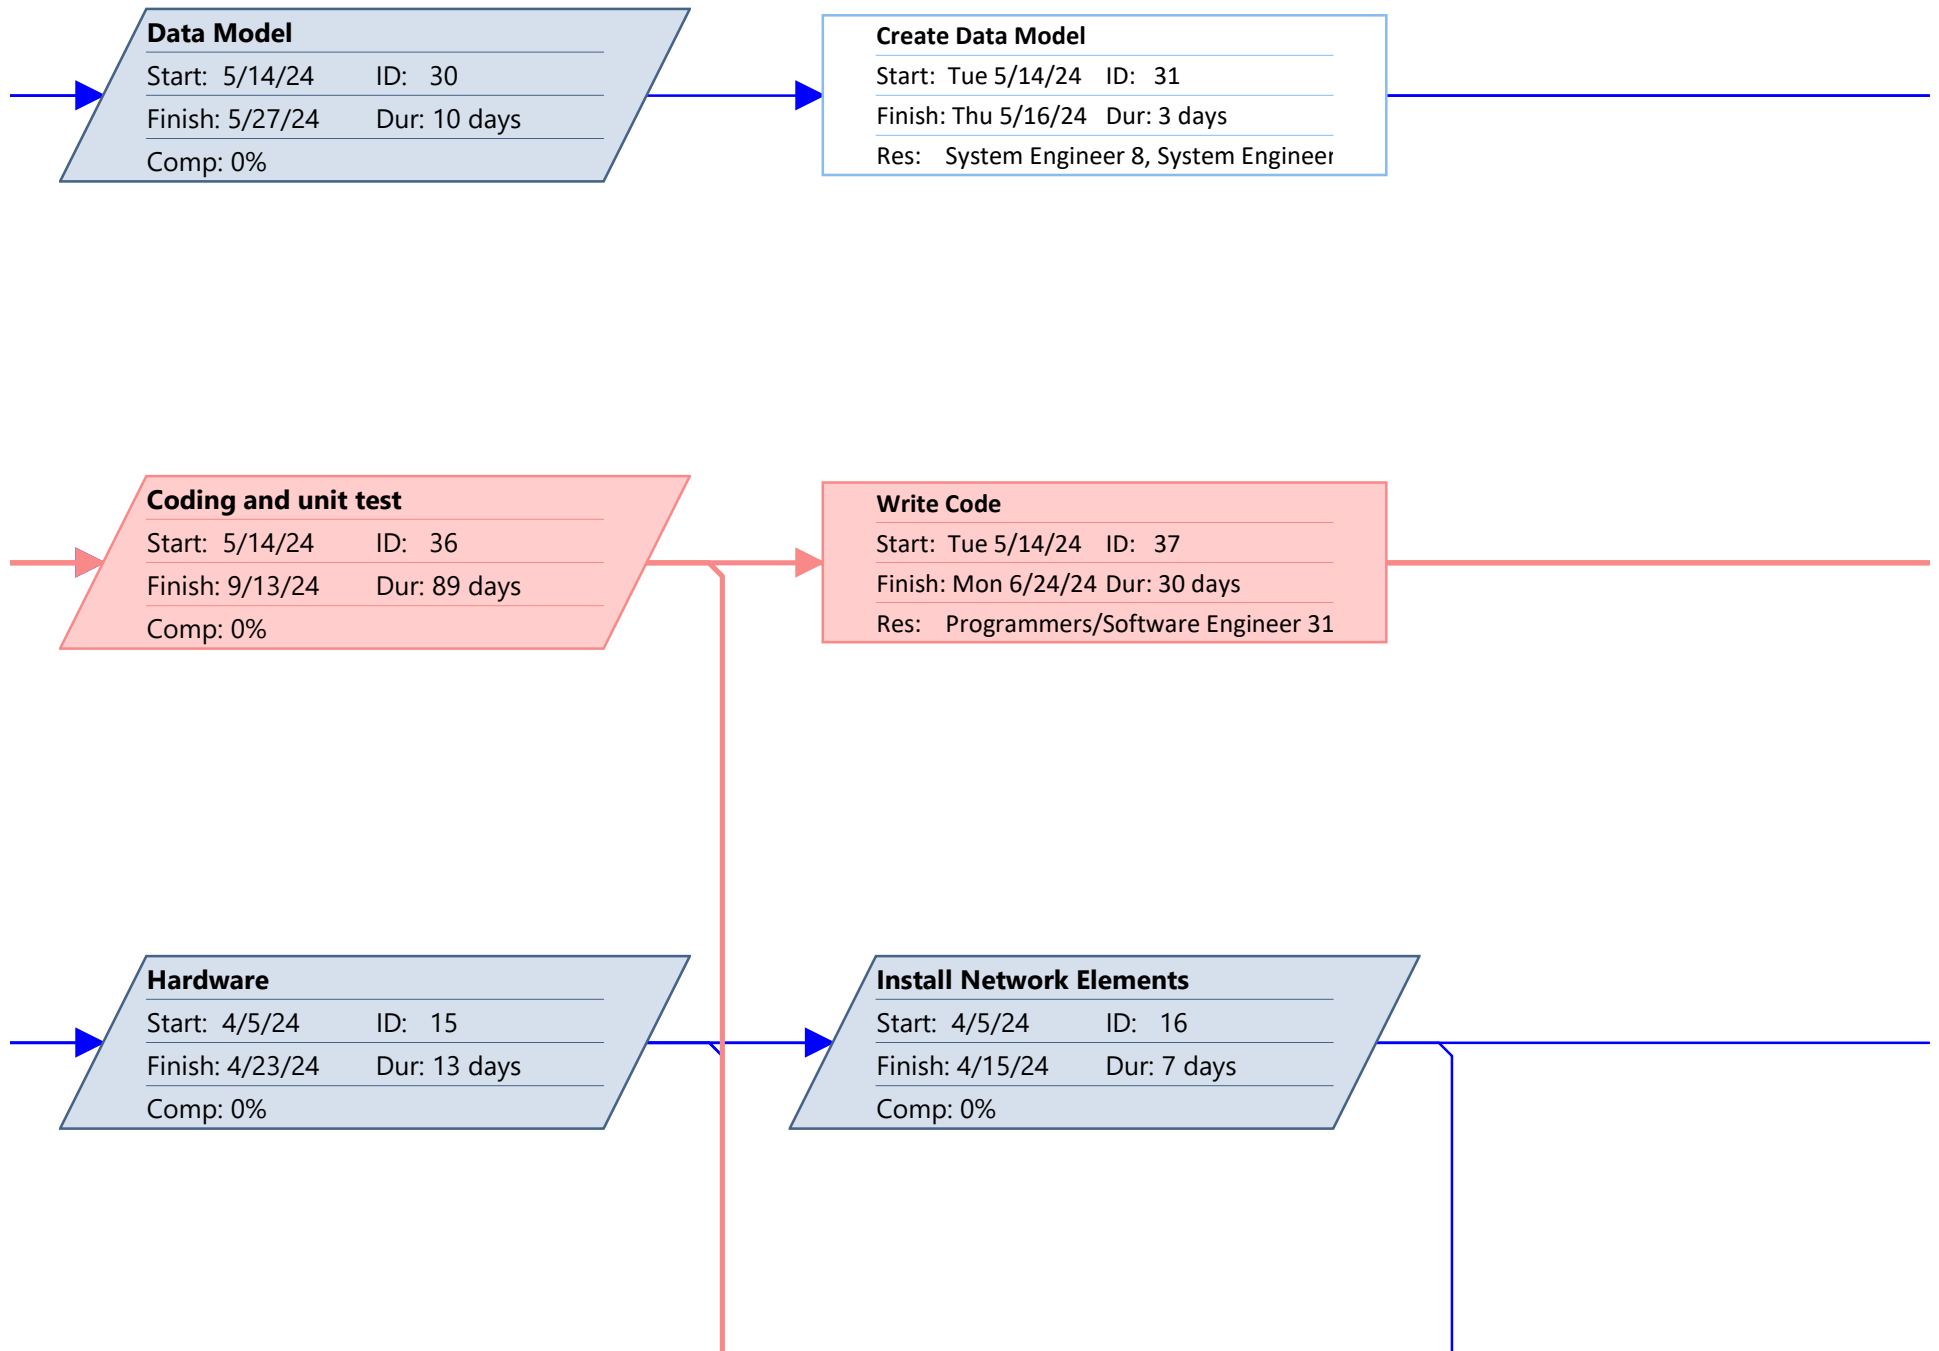 Data Model
Start: 5/14/24 ID: 30
Finish: 5/27/24 Dur: 10 days
Comp: 0%
Create Data Model
Start: Tue 5/14/24 ID: 31
Finish: Thu 5/16/24 Dur: 3 days
Res: System Engineer 8, System Engineer
Coding and unit test
Start: 5/14/24 ID: 36
Finish: 9/13/24 Dur: 89 days
Comp: 0%
Write Code
Start: Tue 5/14/24 ID: 37
Finish: Mon 6/24/24 Dur: 30 days
Res: Programmers/Software Engineer 31
Hardware
Start: 4/5/24 ID: 15
Finish: 4/23/24 Dur: 13 days
Comp: 0%
Install Network Elements
Start: 4/5/24 ID: 16
Finish: 4/15/24 Dur: 7 days
Comp: 0%